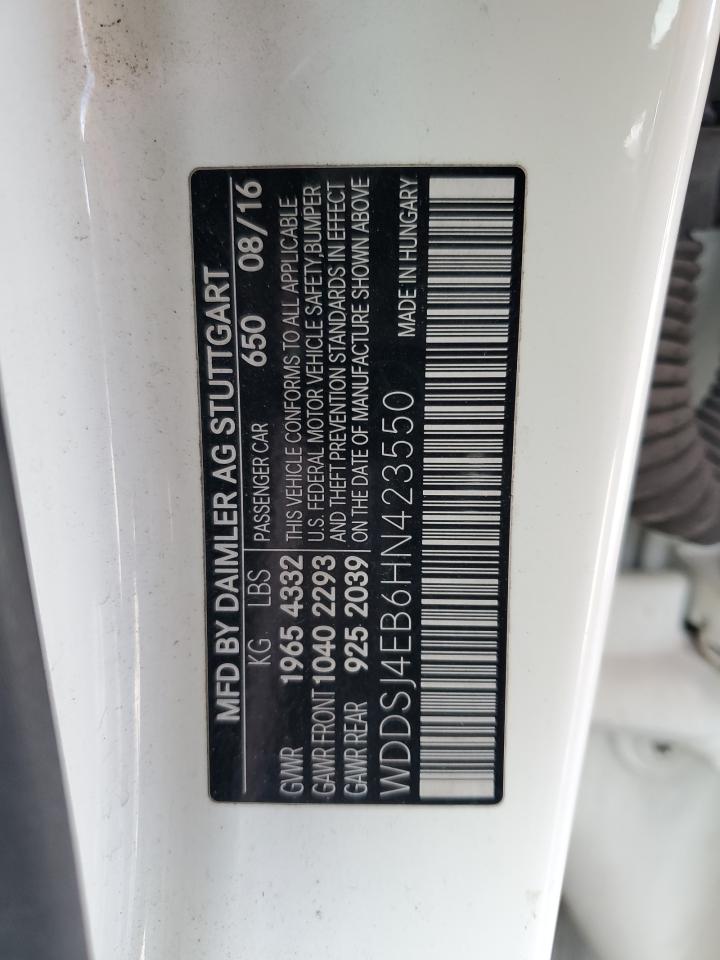 MFD BY DAIMLER AG STUTTGART
KG LBS PASSENGER CAR 650 08/16
GVWR 1965 4332 THIS VEHICLE CONFORMS TO ALL APPLICABLE
GAWR FRONT 1040 2293 U.S. FEDERAL MOTOR VEHICLE SAFETY, BUMPER
AND THEFT PREVENTION STANDARDS IN EFFECT
GAWR REAR 925 2039 ON THE DATE OF MANUFACTURE SHOWN ABOVE
WDDSJ4EB6HN423550 MADE IN HUNGARY